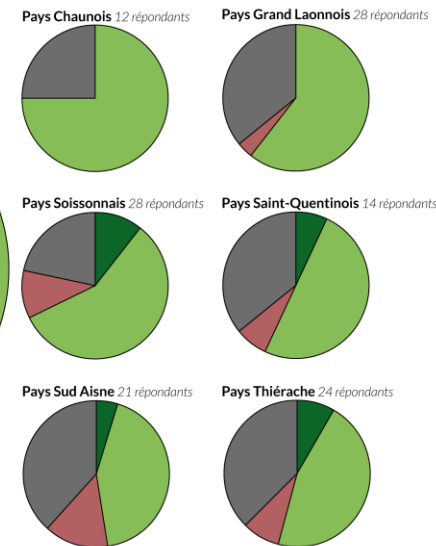 Pays Chaunois 12 répondants
Pays Grand Laonnois 28 répondants
Pays Soissonnais 28 répondants
Pays Saint-Quentinois 14 répondants
Pays Sud Aisne 21 répondants
Pays Thiérache 24 répondants